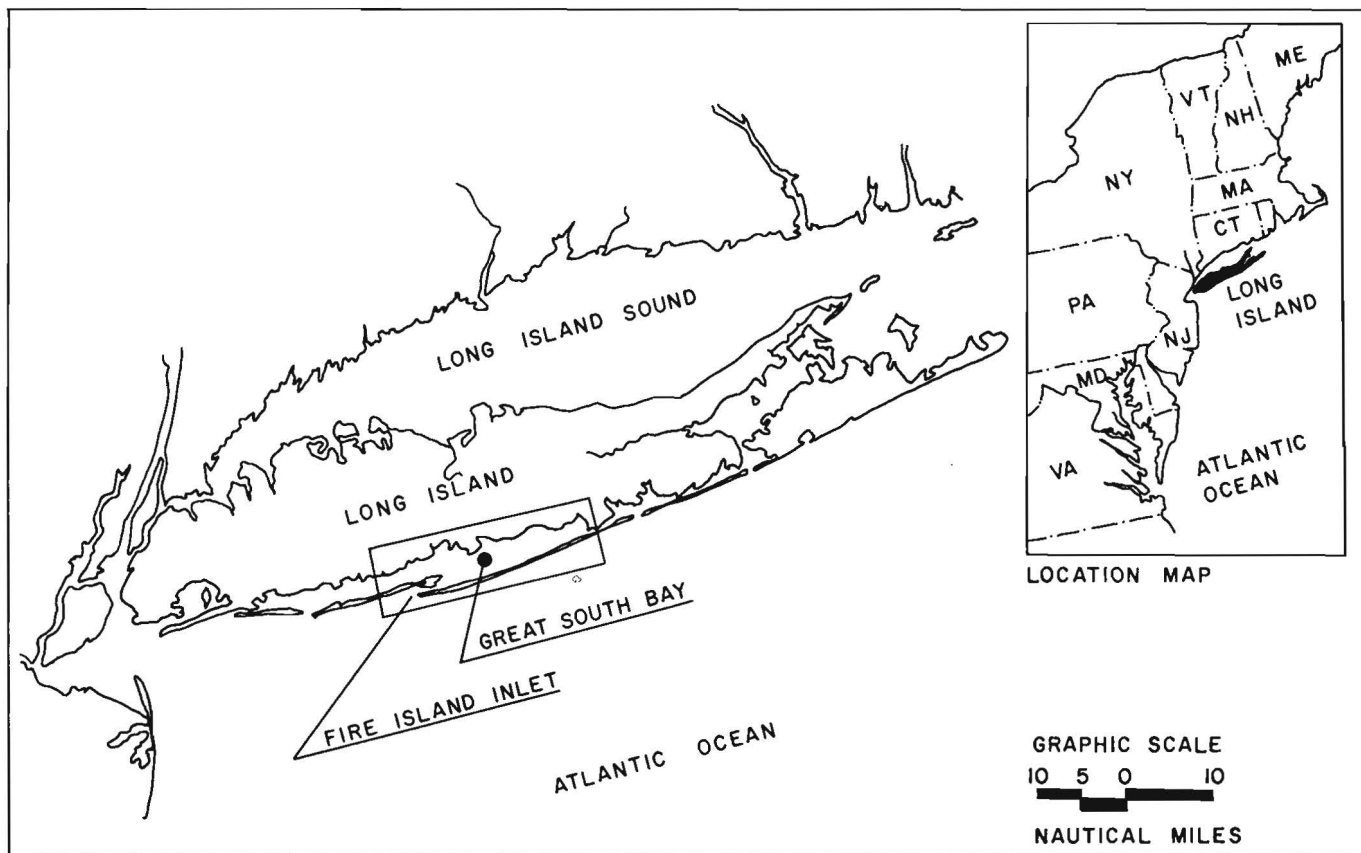 LONG ISLAND SOUND
LONG ISLAND
GREAT SOUTH BAY
FIRE ISLAND INLET
ATLANTIC OCEAN
ME
VT
NH
NY
MA
CT
PA
LONG
ISLAND
NJ
MD
VA
ATLANTIC
OCEAN
LOCATION MAP
GRAPHIC SCALE
10 5 0 10
NAUTICAL MILES